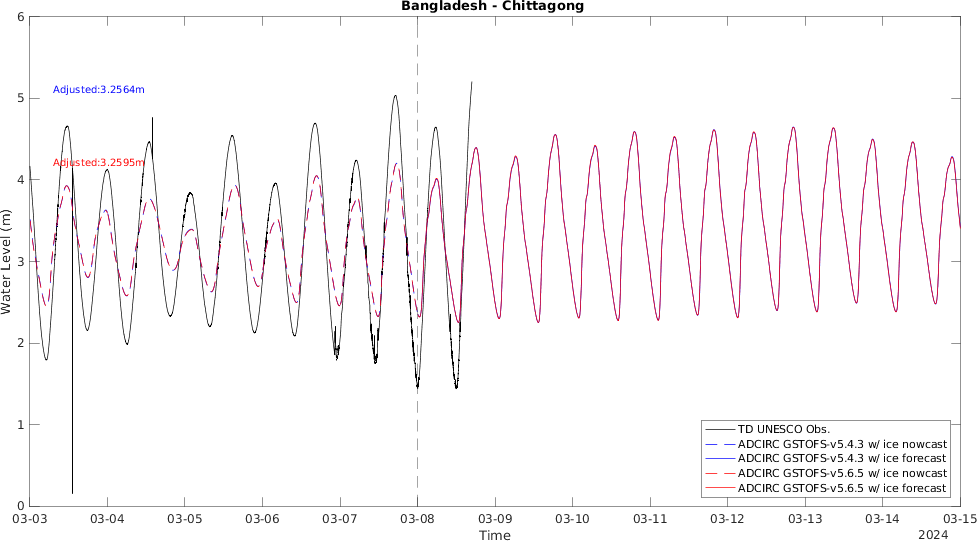 Bangladesh - Chittagong
6
5
4
3
2
1
0
Water Level (m)
Adjusted:3.2564m
Adjusted:3.2595m
TD UNESCO Obs.
ADCIRC GSTOFS-v5.4.3 w/ ice nowcast
ADCIRC GSTOFS-v5.4.3 w/ ice forecast
ADCIRC GSTOFS-v5.6.5 w/ ice nowcast
ADCIRC GSTOFS-v5.6.5 w/ ice forecast
03-03 03-04 03-05 03-06 03-07 03-08 03-09 03-10 03-11 03-12 03-13 03-14 03-15
Time
2024